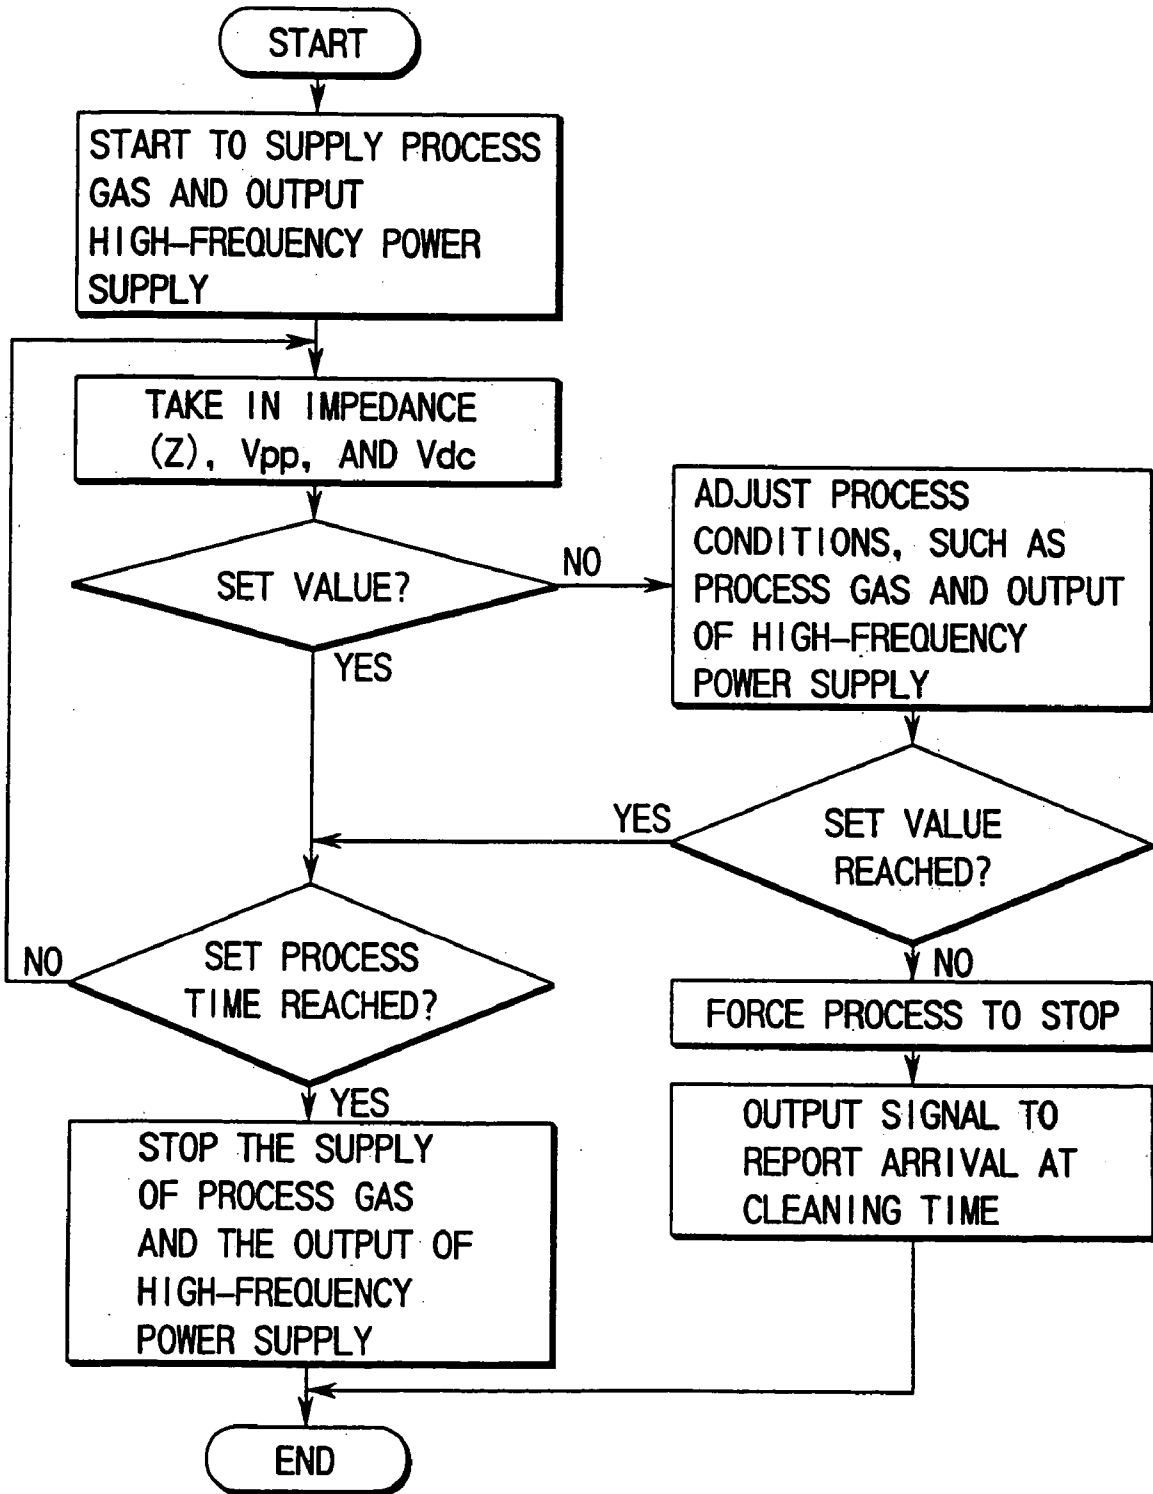 START
START TO SUPPLY PROCESS
GAS AND OUTPUT
HIGH-FREQUENCY POWER
SUPPLY
TAKE IN IMPEDANCE
(Z), Vpp, AND Vdc
SET VALUE?
NO
YES
ADJUST PROCESS
CONDITIONS, SUCH AS
PROCESS GAS AND OUTPUT
OF HIGH-FREQUENCY
POWER SUPPLY
SET VALUE
REACHED?
YES
NO
SET PROCESS
TIME REACHED?
NO
YES
FORCE PROCESS TO STOP
OUTPUT SIGNAL TO
REPORT ARRIVAL AT
CLEANING TIME
STOP THE SUPPLY
OF PROCESS GAS
AND THE OUTPUT OF
HIGH-FREQUENCY
POWER SUPPLY
END